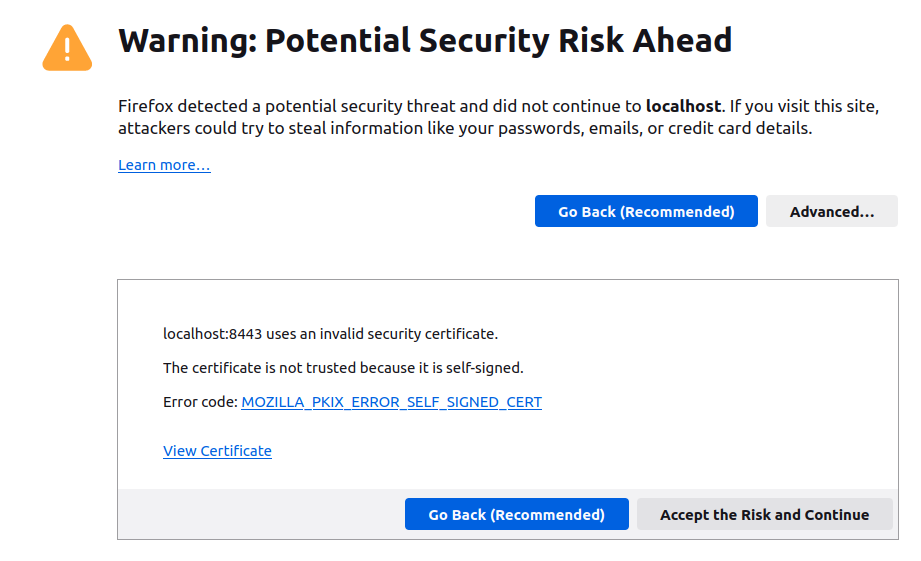 Warning: Potential Security Risk Ahead
Firefox detected a potential security threat and did not continue to localhost. If you visit this site,
attackers could try to steal information like your passwords, emails, or credit card details.
Learn more…
Go Back (Recommended)
Advanced…
localhost:8443 uses an invalid security certificate.
The certificate is not trusted because it is self-signed.
Error code: MOZILLA_PKIX_ERROR_SELF_SIGNED_CERT
View Certificate
Go Back (Recommended)
Accept the Risk and Continue